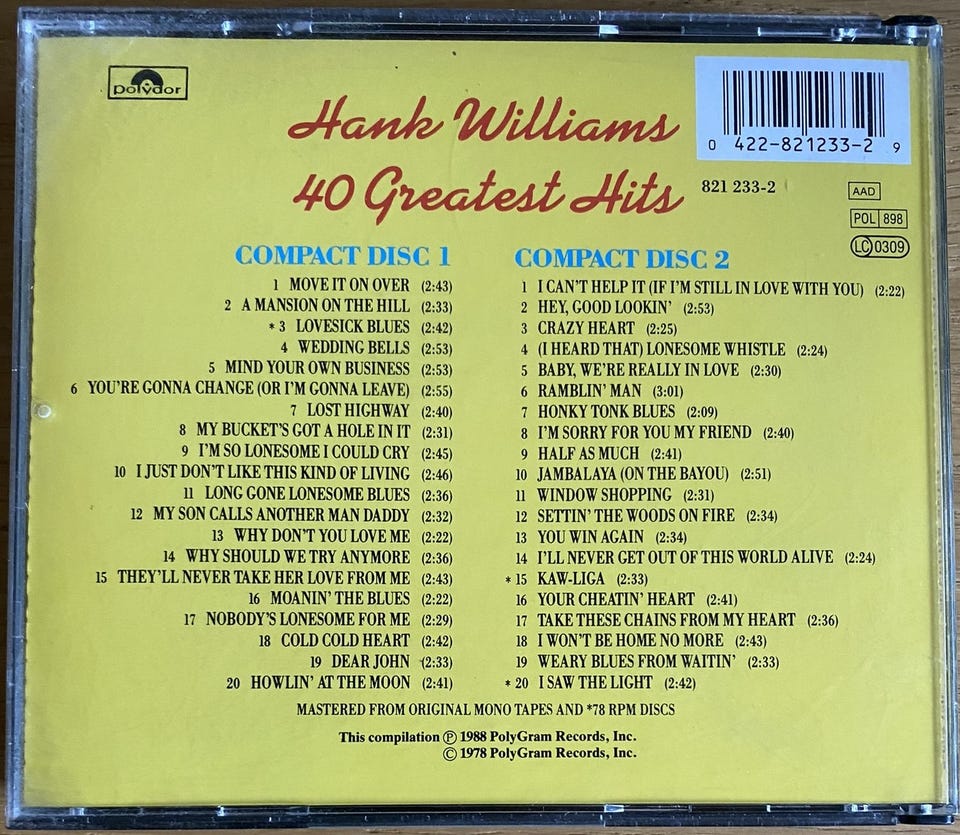 polydor
Hank Williams
40 Greatest Hits
0 422-821233-2 9
821 233-2
AAD
POL 898
LC 0309
COMPACT DISC 1
1 MOVE IT ON OVER (2:43)
2 A MANSION ON THE HILL (2:33)
* 3 LOVESICK BLUES (2:42)
4 WEDDING BELLS (2:53)
5 MIND YOUR OWN BUSINESS (2:53)
6 YOU'RE GONNA CHANGE (OR I'M GONNA LEAVE) (2:55)
7 LOST HIGHWAY (2:40)
8 MY BUCKET'S GOT A HOLE IN IT (2:31)
9 I'M SO LONESOME I COULD CRY (2:45)
10 I JUST DON'T LIKE THIS KIND OF LIVING (2:46)
11 LONG GONE LONESOME BLUES (2:36)
12 MY SON CALLS ANOTHER MAN DADDY (2:32)
13 WHY DON'T YOU LOVE ME (2:22)
14 WHY SHOULD WE TRY ANYMORE (2:36)
15 THEY'LL NEVER TAKE HER LOVE FROM ME (2:43)
16 MOANIN' THE BLUES (2:22)
17 NOBODY'S LONESOME FOR ME (2:29)
18 COLD COLD HEART (2:42)
19 DEAR JOHN (2:33)
20 HOWLIN' AT THE MOON (2:41)
COMPACT DISC 2
1 I CAN'T HELP IT (IF I'M STILL IN LOVE WITH YOU) (2:22)
2 HEY, GOOD LOOKIN' (2:53)
3 CRAZY HEART (2:25)
4 (I HEARD THAT) LONESOME WHISTLE (2:24)
5 BABY, WE'RE REALLY IN LOVE (2:30)
6 RAMBLIN' MAN (3:01)
7 HONKY TONK BLUES (2:09)
8 I'M SORRY FOR YOU MY FRIEND (2:40)
9 HALF AS MUCH (2:41)
10 JAMBALAYA (ON THE BAYOU) (2:51)
11 WINDOW SHOPPING (2:31)
12 SETTIN' THE WOODS ON FIRE (2:34)
13 YOU WIN AGAIN (2:34)
14 I'LL NEVER GET OUT OF THIS WORLD ALIVE (2:24)
* 15 KAW-LIGA (2:33)
16 YOUR CHEATIN' HEART (2:41)
17 TAKE THESE CHAINS FROM MY HEART (2:36)
18 I WON'T BE HOME NO MORE (2:43)
19 WEARY BLUES FROM WAITIN' (2:33)
* 20 I SAW THE LIGHT (2:42)
MASTERED FROM ORIGINAL MONO TAPES AND *78 RPM DISCS
This compilation ℗ 1988 PolyGram Records, Inc.
© 1978 PolyGram Records, Inc.